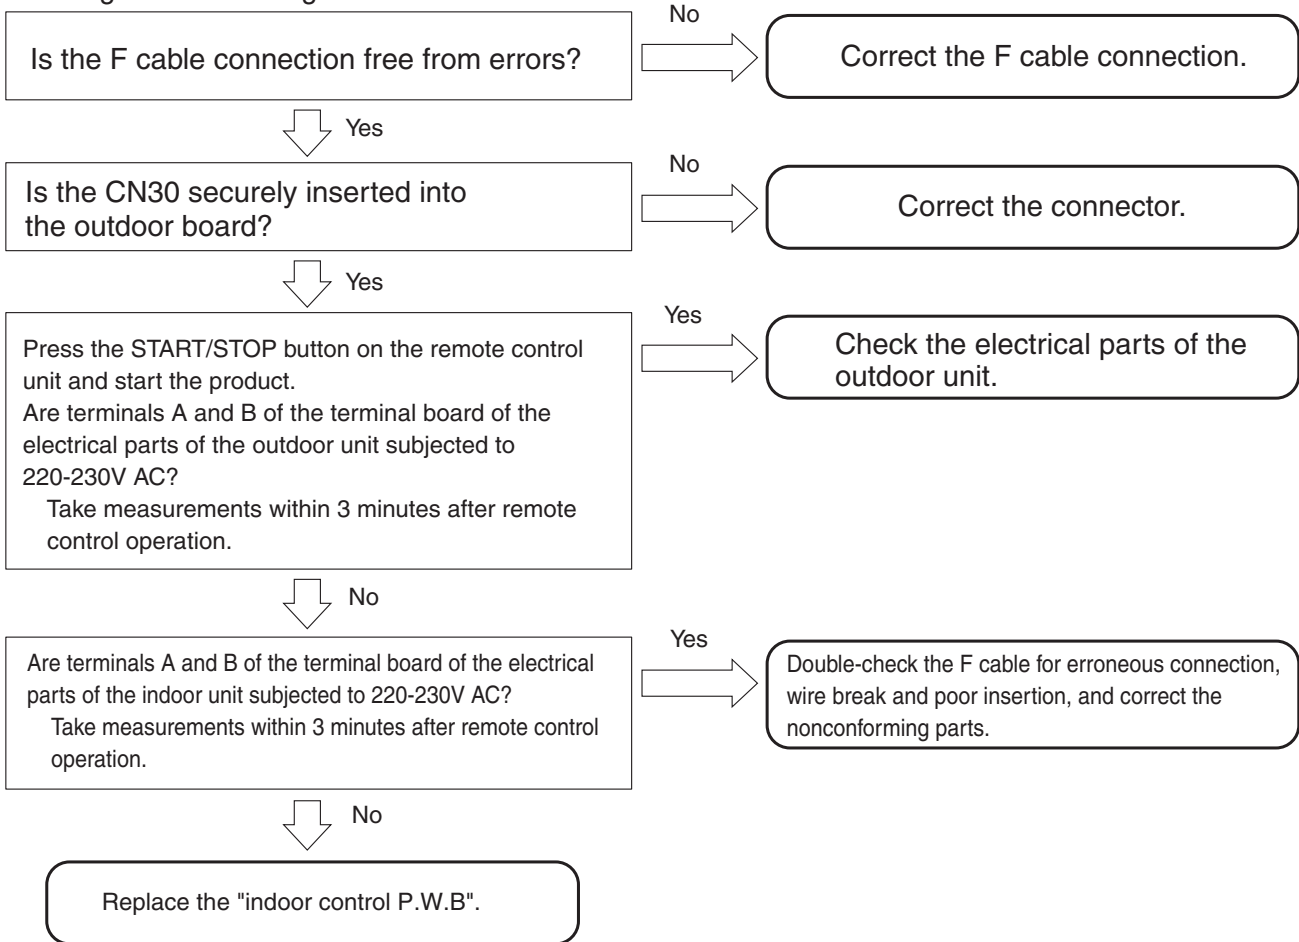 No
Is the F cable connection free from errors?
Correct the F cable connection.
Yes
No
Is the CN30 securely inserted into
the outdoor board?
Correct the connector.
Yes
Yes
Press the START/STOP button on the remote control
unit and start the product.
Are terminals A and B of the terminal board of the
electrical parts of the outdoor unit subjected to
220-230V AC?
Take measurements within 3 minutes after remote
control operation.
Check the electrical parts of the
outdoor unit.
No
Yes
Are terminals A and B of the terminal board of the electrical
parts of the indoor unit subjected to 220-230V AC?
Take measurements within 3 minutes after remote control
operation.
Double-check the F cable for erroneous connection,
wire break and poor insertion, and correct the
nonconforming parts.
No
Replace the "indoor control P.W.B".